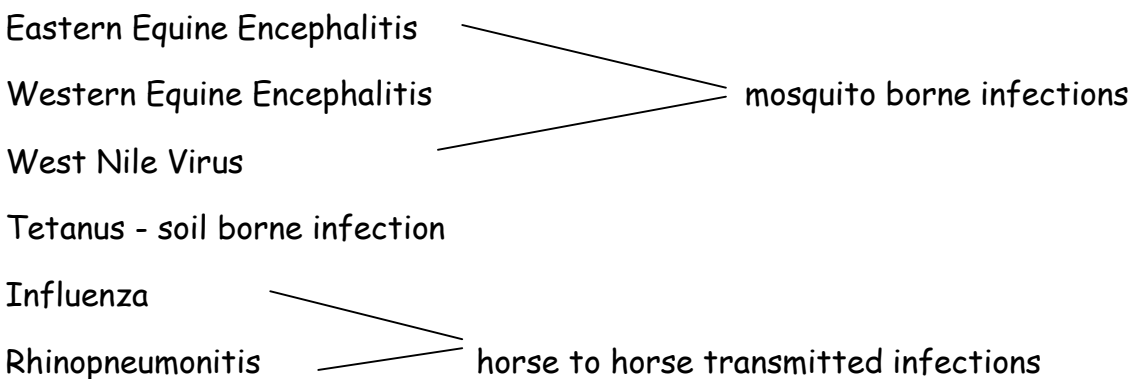 Eastern Equine Encephalitis
Western Equine Encephalitis mosquito borne infections
West Nile Virus
Tetanus - soil borne infection
Influenza
Rhinopneumonitis horse to horse transmitted infections